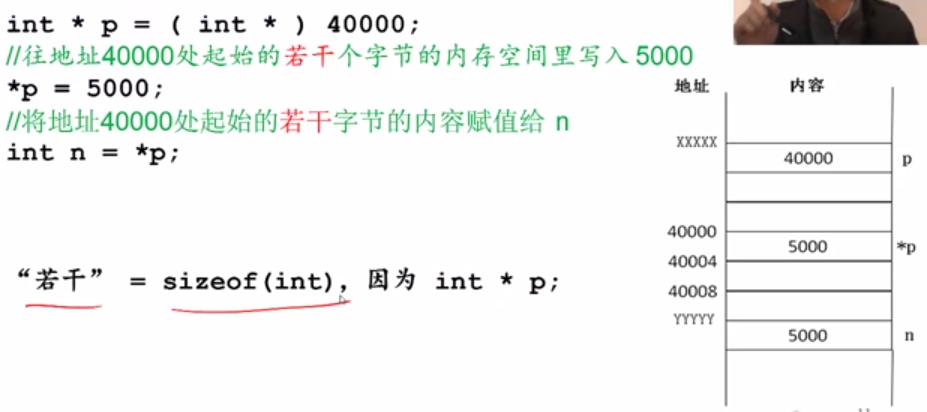 int * p = ( int * ) 40000;
//往地址40000处起始的若干个字节的内存空间里写入 5000
*p = 5000;
//将地址40000处起始的若干字节的内容赋值给 n
int n = *p;
“若干” = sizeof(int), 因为 int * p;
地址 内容
XXXXX 40000 p
40000 5000 *p
40004
40008
YYYYY 5000 n